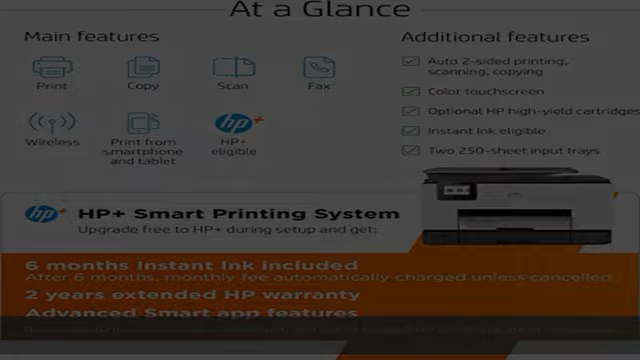 At a Glance
Main features
Print
Copy
Scan
Fax
Wireless
Print from
smartphone
and tablet
HP+
eligible
Additional features
Auto 2-sided printing,
scanning, copying
Color touchscreen
Optional HP high-yield cartridges
Instant Ink eligible
Two 250-sheet input trays
hp+ HP+ Smart Printing System
Upgrade free to HP+ during setup and get:
6 months Instant Ink included
After 6 months, monthly fee automatically charged unless cancelled
2 years extended HP warranty
Advanced Smart app features